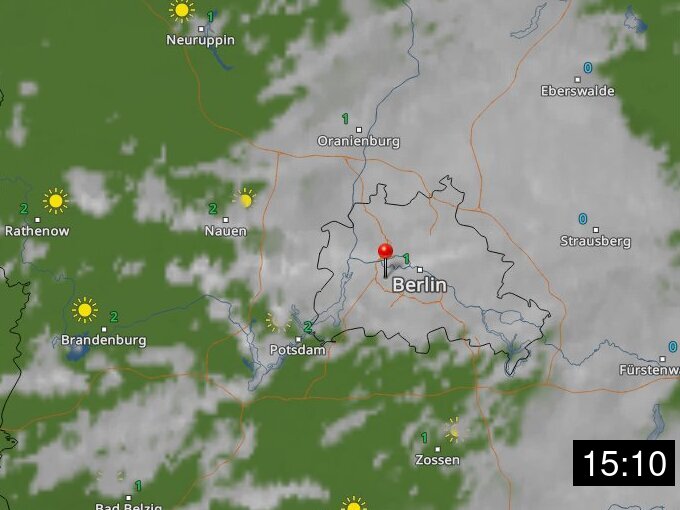 1
Neuruppin
0
Eberswalde
1
Oranienburg
2
Rathenow
2
Nauen
0
Strausberg
1
Berlin
2
Brandenburg
2
Potsdam
0
1
Zossen
15:10
1
Bad Belzig